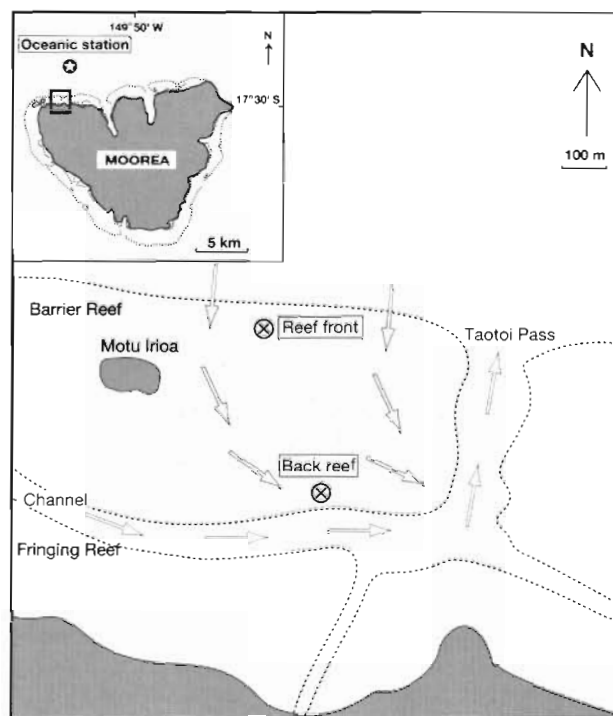 149°50' W
Oceanic station
N
17°30' S
MOOREA
5 km
N
100 m
Barrier Reef
Reef front
Taotoi Pass
Motu Irioa
Back reef
Channel
Fringing Reef